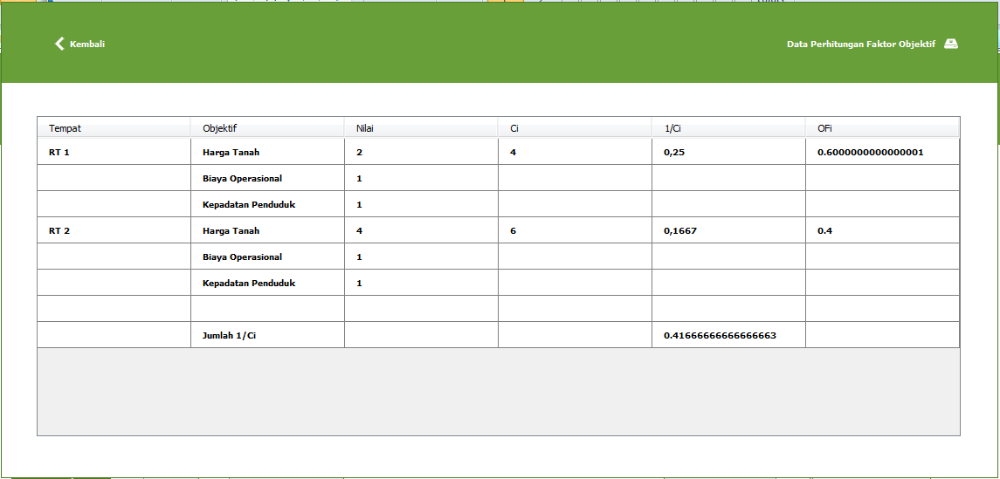 Kembali Data Perhitungan Faktor Objektif
Tempat Objektif Nilai Ci 1/Ci OFi
RT 1 Harga Tanah 2 4 0,25 0.6000000000000001
Biaya Operasional 1
Kepadatan Penduduk 1
RT 2 Harga Tanah 4 6 0,1667 0.4
Biaya Operasional 1
Kepadatan Penduduk 1
Jumlah 1/Ci 0.41666666666666663